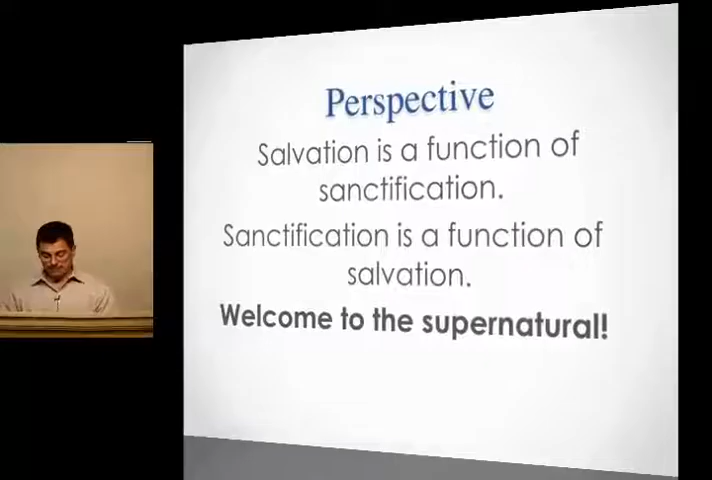 Perspective
Salvation is a function of
sanctification.
Sanctification is a function of
salvation.
Welcome to the supernatural!